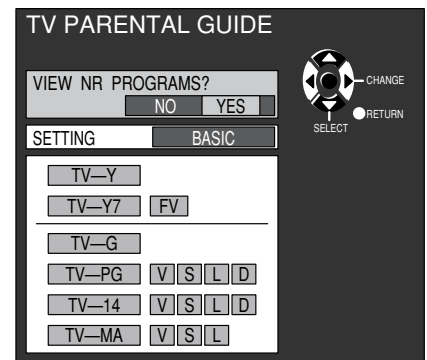 TV PARENTAL GUIDE
VIEW NR PROGRAMS?
NO YES
SETTING BASIC
TV—Y
TV—Y7 FV
TV—G
TV—PG V S L D
TV—14 V S L D
TV—MA V S L
CHANGE
RETURN
SELECT